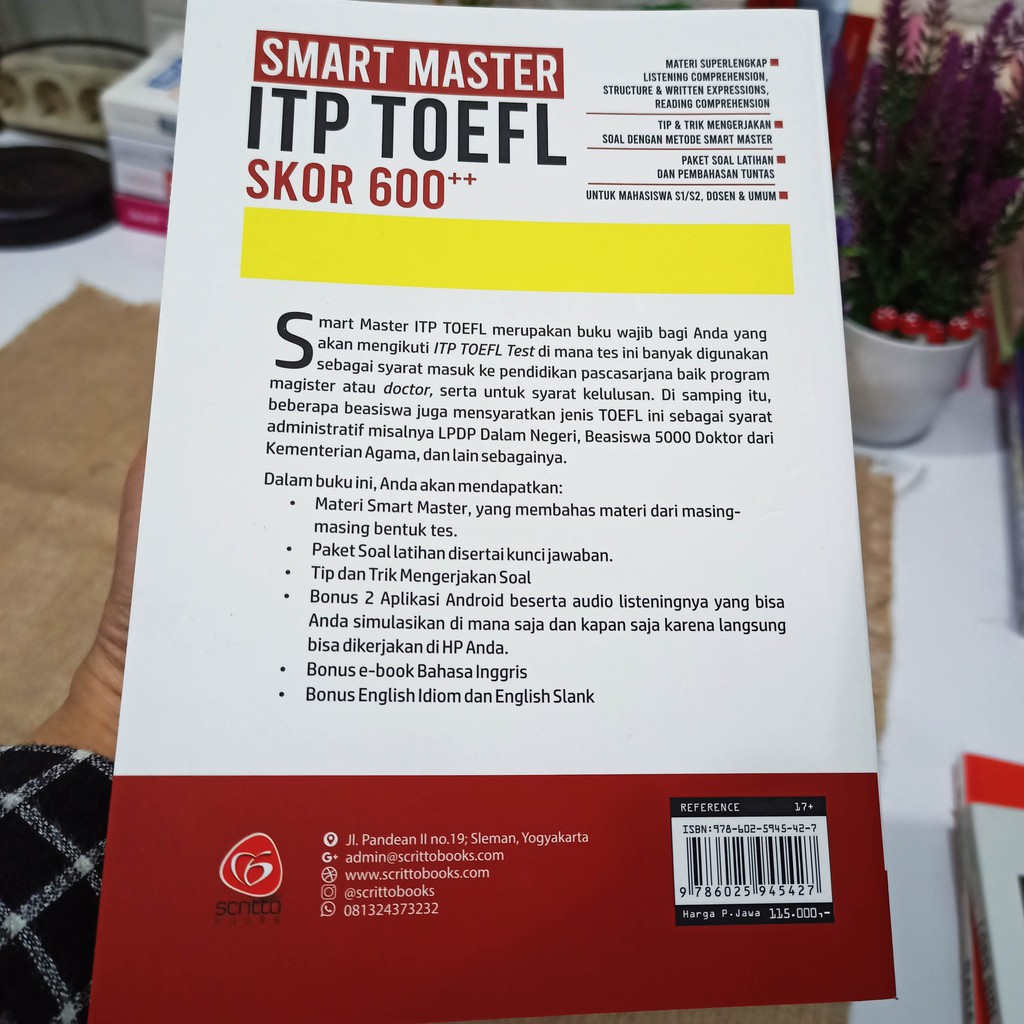 SMART MASTER
ITP TOEFL
SKOR 600++
MATERI SUPERLENGKAP
LISTENING COMPREHENSION,
STRUCTURE & WRITTEN EXPRESSIONS,
READING COMPREHENSION
TIP & TRIK MENGERJAKAN
SOAL DENGAN METODE SMART MASTER
PAKET SOAL LATIHAN
DAN PEMBAHASAN TUNTAS
UNTUK MAHASISWA S1/S2, DOSEN & UMUM
Smart Master ITP TOEFL merupakan buku wajib bagi Anda yang
akan mengikuti ITP TOEFL Test di mana tes ini banyak digunakan
sebagai syarat masuk ke pendidikan pascasarjana baik program
magister atau doctor, serta untuk syarat kelulusan. Di samping itu,
beberapa beasiswa juga mensyaratkan jenis TOEFL ini sebagai syarat
administratif misalnya LPDP Dalam Negeri, Beasiswa 5000 Doktor dari
Kementerian Agama, dan lain sebagainya.
Dalam buku ini, Anda akan mendapatkan:
• Materi Smart Master, yang membahas materi dari masing-
masing bentuk tes.
• Paket Soal latihan disertai kunci jawaban.
• Tip dan Trik Mengerjakan Soal
• Bonus 2 Aplikasi Android beserta audio listeningnya yang bisa
Anda simulasikan di mana saja dan kapan saja karena langsung
bisa dikerjakan di HP Anda.
• Bonus e-book Bahasa Inggris
• Bonus English Idiom dan English Slank
scritto
BOOKS
Jl. Pandean II no.19; Sleman, Yogyakarta
G+ admin@scrittobooks.com
www.scrittobooks.com
@scrittobooks
081324373232
REFERENCE 17+
ISBN:978-602-5945-42-7
9 786025 945427
Harga P.Jawa 115.000,-